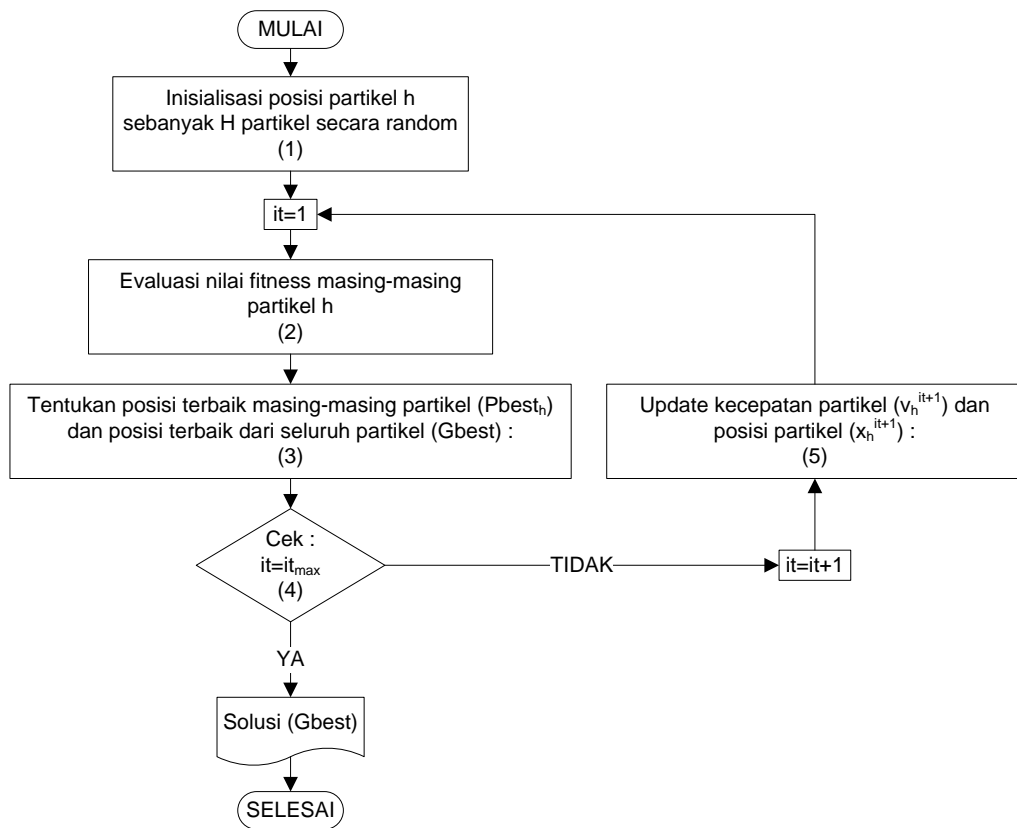 MULAI
Inisialisasi posisi partikel h
sebanyak H partikel secara random
(1)
it=1
Evaluasi nilai fitness masing-masing
partikel h
(2)
Tentukan posisi terbaik masing-masing partikel (Pbestₕ)
dan posisi terbaik dari seluruh partikel (Gbest) :
(3)
Update kecepatan partikel (vₕⁱᵗ⁺¹) dan
posisi partikel (xₕⁱᵗ⁺¹) :
(5)
Cek :
it=itₘₐₓ
(4)
TIDAK
it=it+1
YA
Solusi (Gbest)
SELESAI